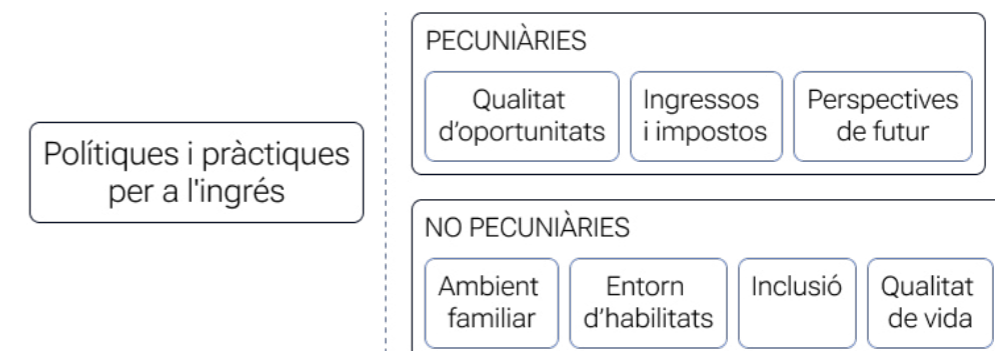 Polítiques i pràctiques
per a l'ingrés
PECUNIÀRIES
Qualitat
d’oportunitats
Ingressos
i impostos
Perspectives
de futur
NO PECUNIÀRIES
Ambient
familiar
Entorn
d’habilitats
Inclusió
Qualitat
de vida